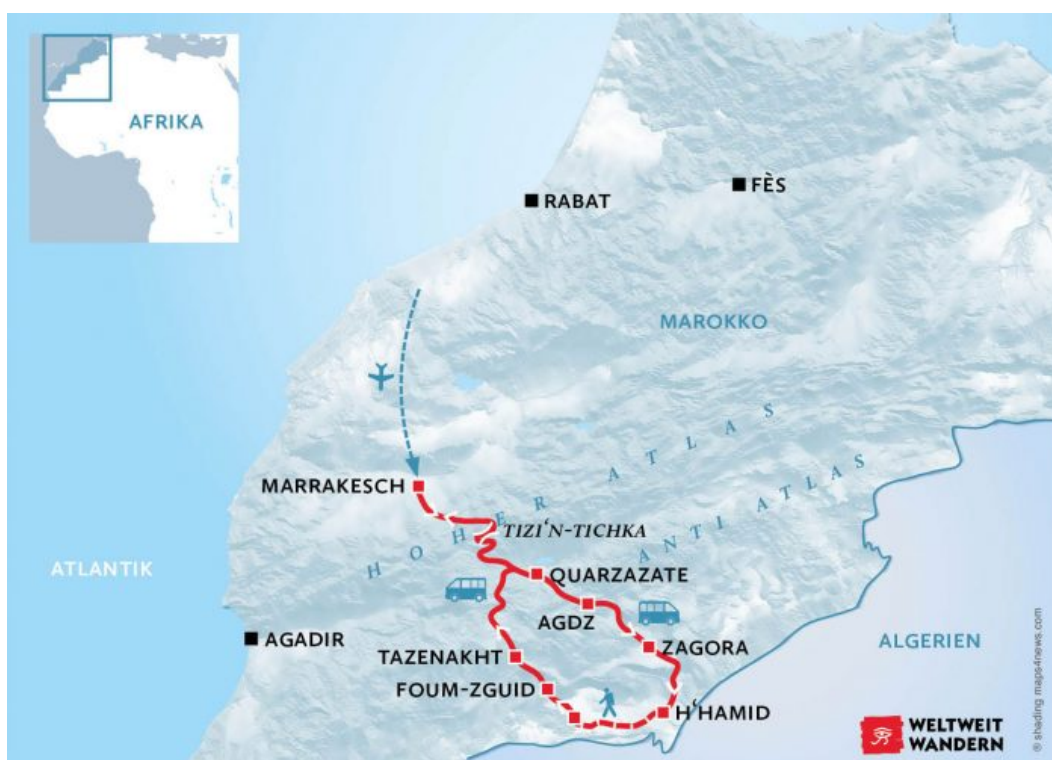 AFRIKA
RABAT
FÈS
MAROKKO
HOHER ATLAS
ANTI ATLAS
MARRAKESCH
TIZI'N-TICHKA
ATLANTIK
QUARZAZATE
AGDZ
AGADIR
ZAGORA
ALGERIEN
TAZENAKHT
FOUM-ZGUID
H'HAMID
WELTWEIT
WANDERN
© shading maps4news.com